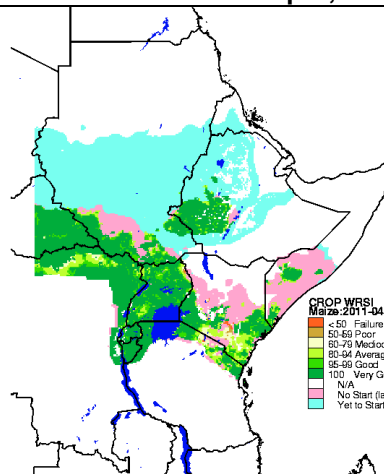 CROP WRSI
Maize:2011-04
<50 Failure
50-59 Poor
60-79 Medioc
80-94 Averag
95-99 Good
100 Very G
N/A
No Start (la
Yet to Start